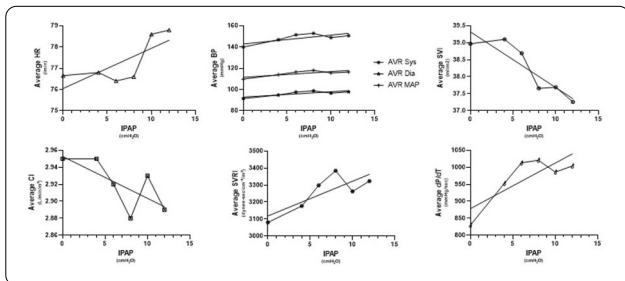 Average HR
(/min)
79
78
77
76
75
0
5
10
15
IPAP
(cmH₂O)
Average BP
(mmHg)
160
140
120
100
80
0
5
10
15
IPAP
(cmH₂O)
AVR Sys
AVR Dia
AVR MAP
Average SVI
39.5
39.0
38.5
38.0
37.5
37.0
0
5
10
15
IPAP
(cmH₂O)
Average CI
2.96
2.94
2.92
2.90
2.88
2.86
0
5
10
15
IPAP
(cmH₂O)
Average SVRI
3500
3400
3300
3200
3100
3000
0
5
10
15
IPAP
(cmH₂O)
Average dP/dT
(mmHg/sec)
1050
1000
950
900
850
800
0
5
10
15
IPAP
(cmH₂O)